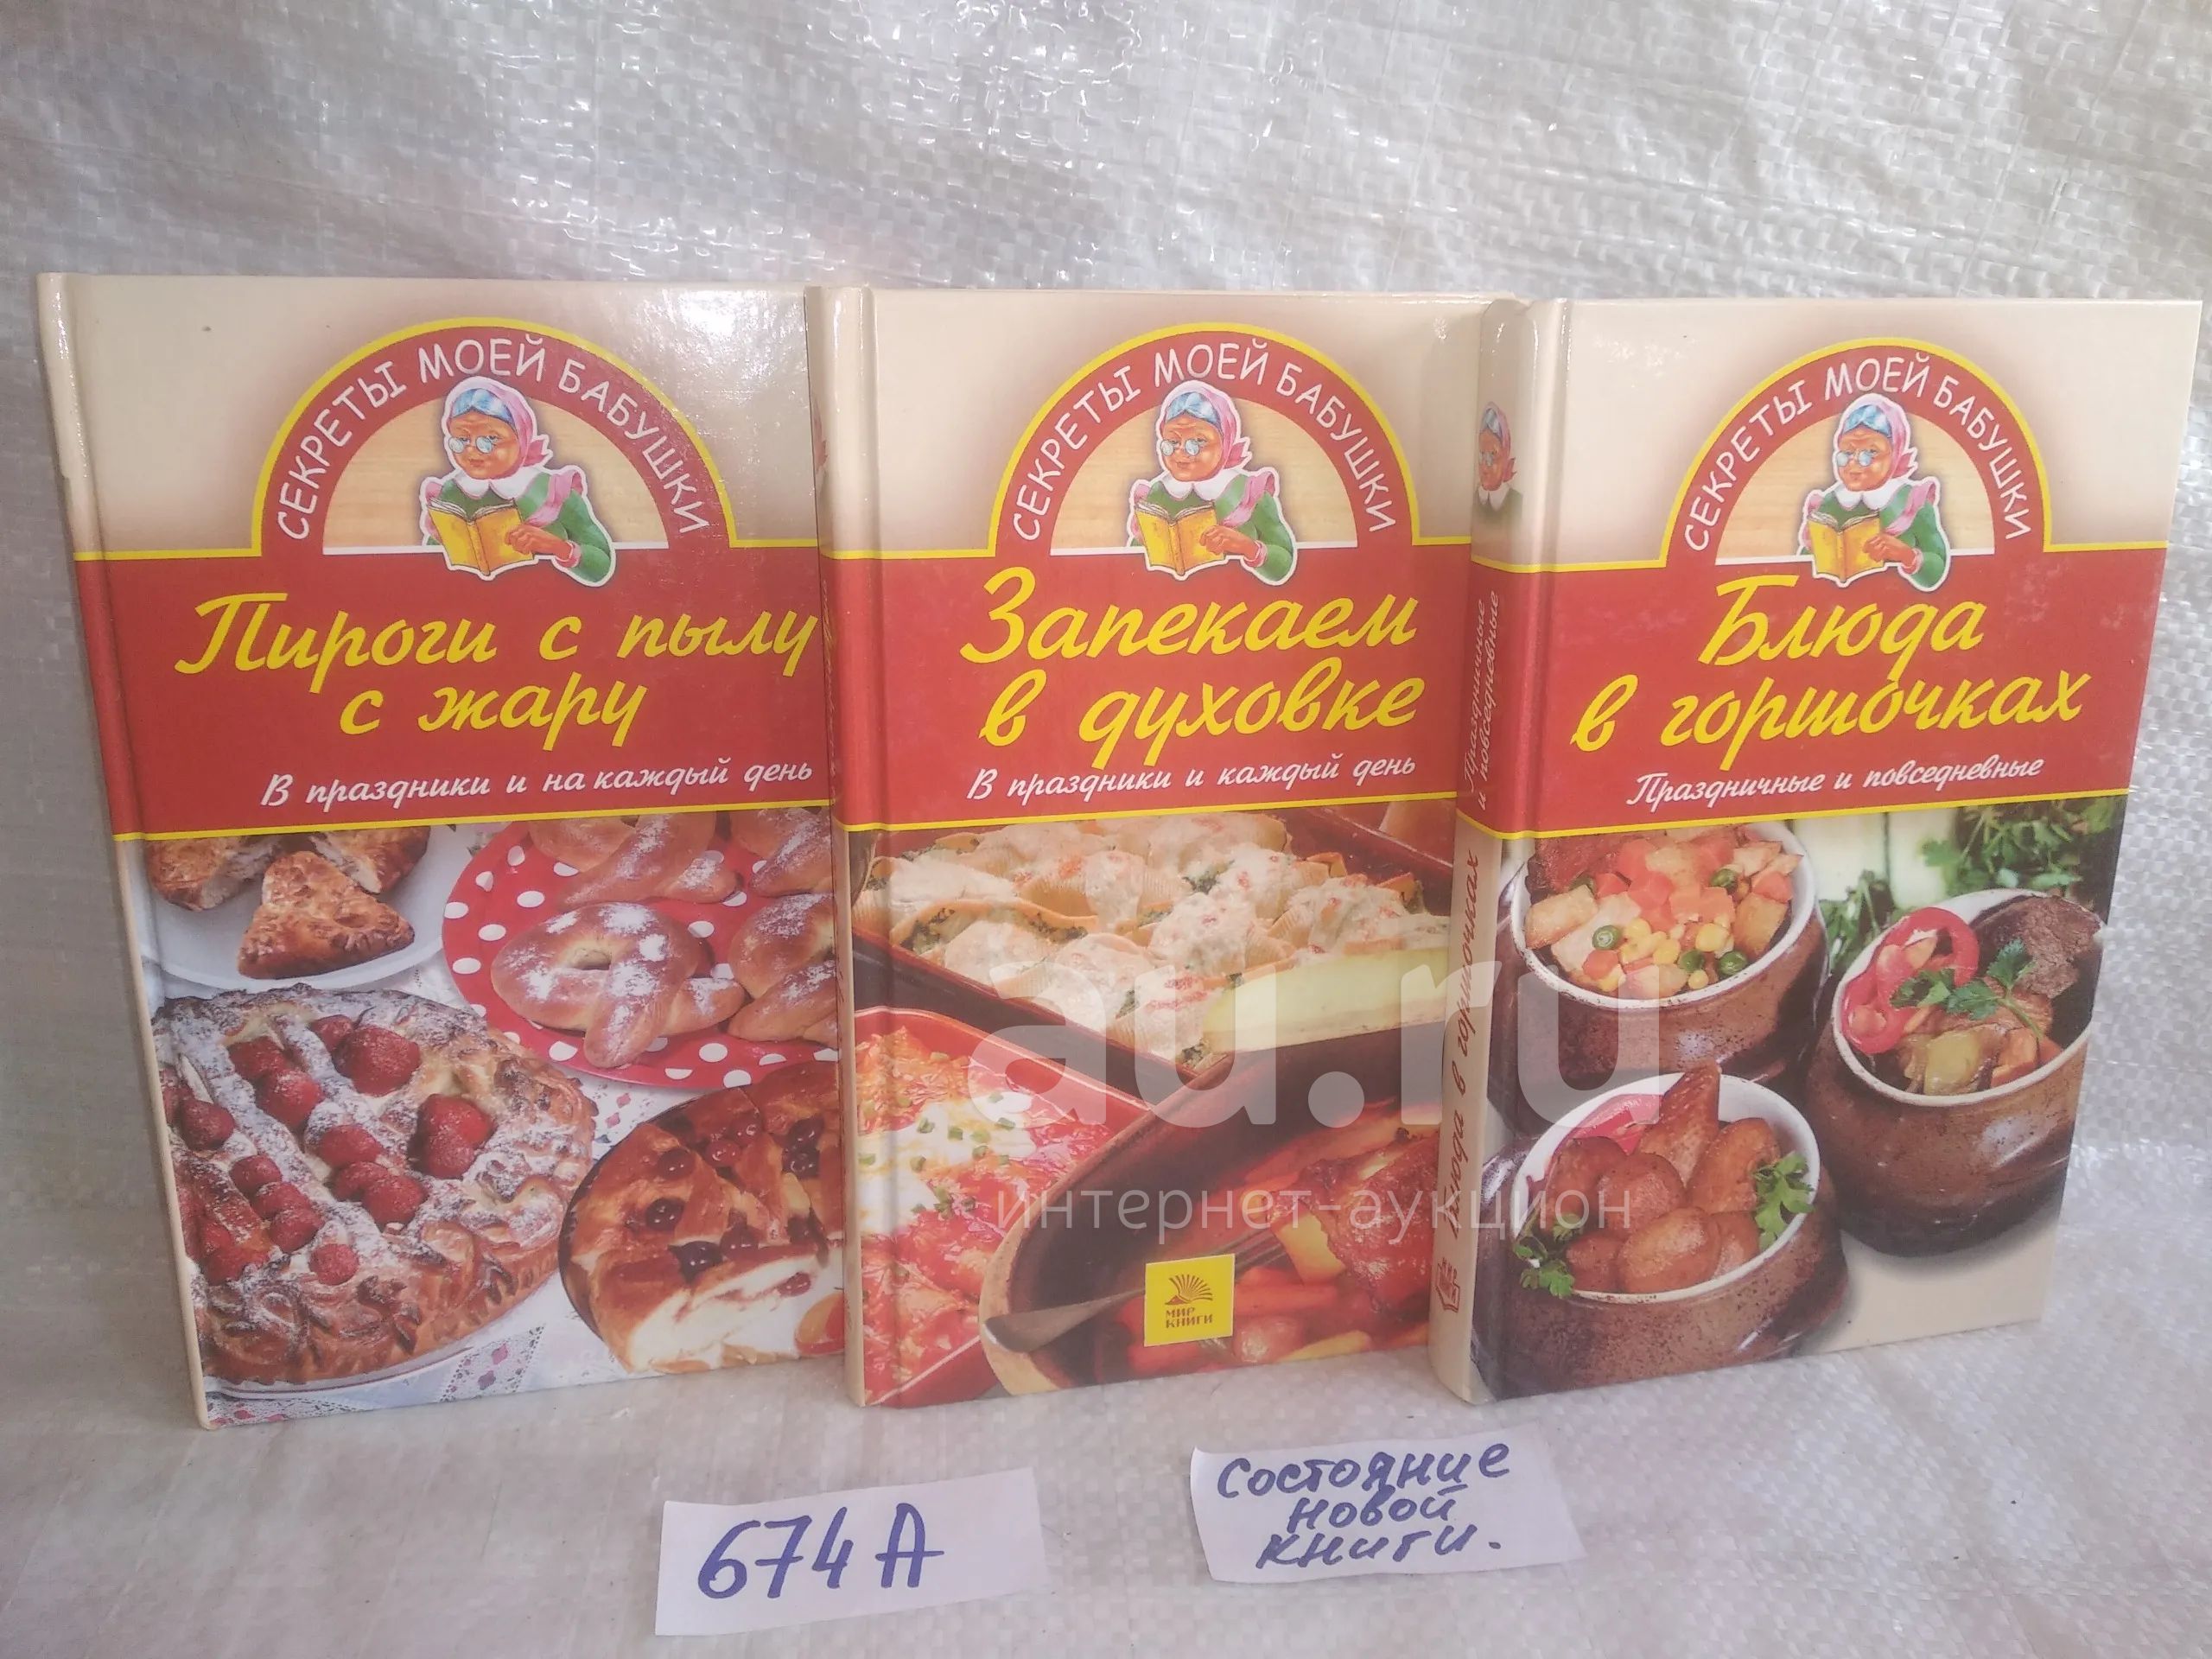 СЕКРЕТЫ МОЕЙ БАБУШКИ
Пироги с пылу
с жару
В праздники и на каждый день
СЕКРЕТЫ МОЕЙ БАБУШКИ
Запекаем
в духовке
В праздники и каждый день
МИР
КНИГИ
Блюда в горшочках
Праздничные
и повседневные
СЕКРЕТЫ МОЕЙ БАБУШКИ
Блюда
в горшочках
Праздничные и повседневные
au.ru
интернет-аукцион
674А
Состояние
новой
книги.